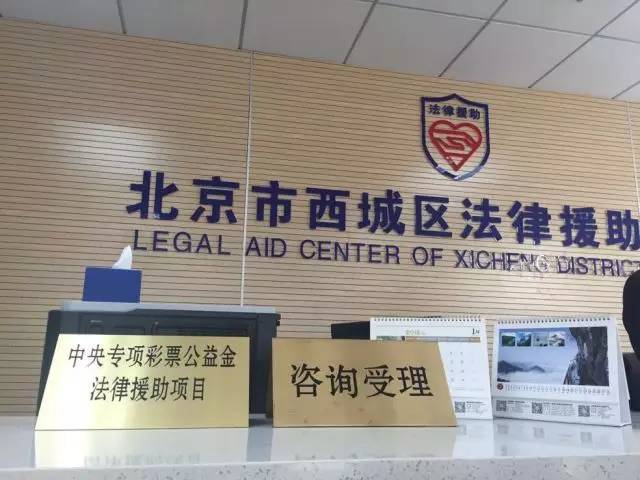 法律援助
北京市西城区法律援助
LEGAL AID CENTER OF XICHENG DISTRICT
中央专项彩票公益金
法律援助项目
咨询受理
1月